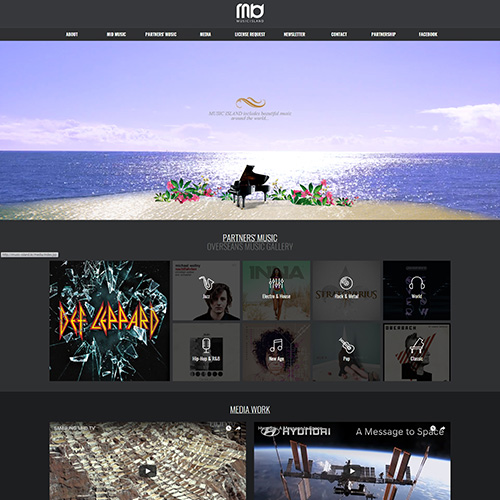 MUSIC ISLAND
ABOUT
MID MUSIC
PARTNERS' MUSIC
MEDIA
LICENSE REQUEST
NEWSLETTER
CONTACT
PARTNERSHIP
FACEBOOK
MUSIC ISLAND includes beautiful music
around the world...
PARTNERS' MUSIC
OVERSEANS MUSIC GALLERY
DEF LEPPARD
INNA
Jazz
Electro & House
Rock & Metal
World
Hip-Hop & R&B
New Age
Pop
Classic
MEDIA WORK
HYUNDAI
A Message to Space